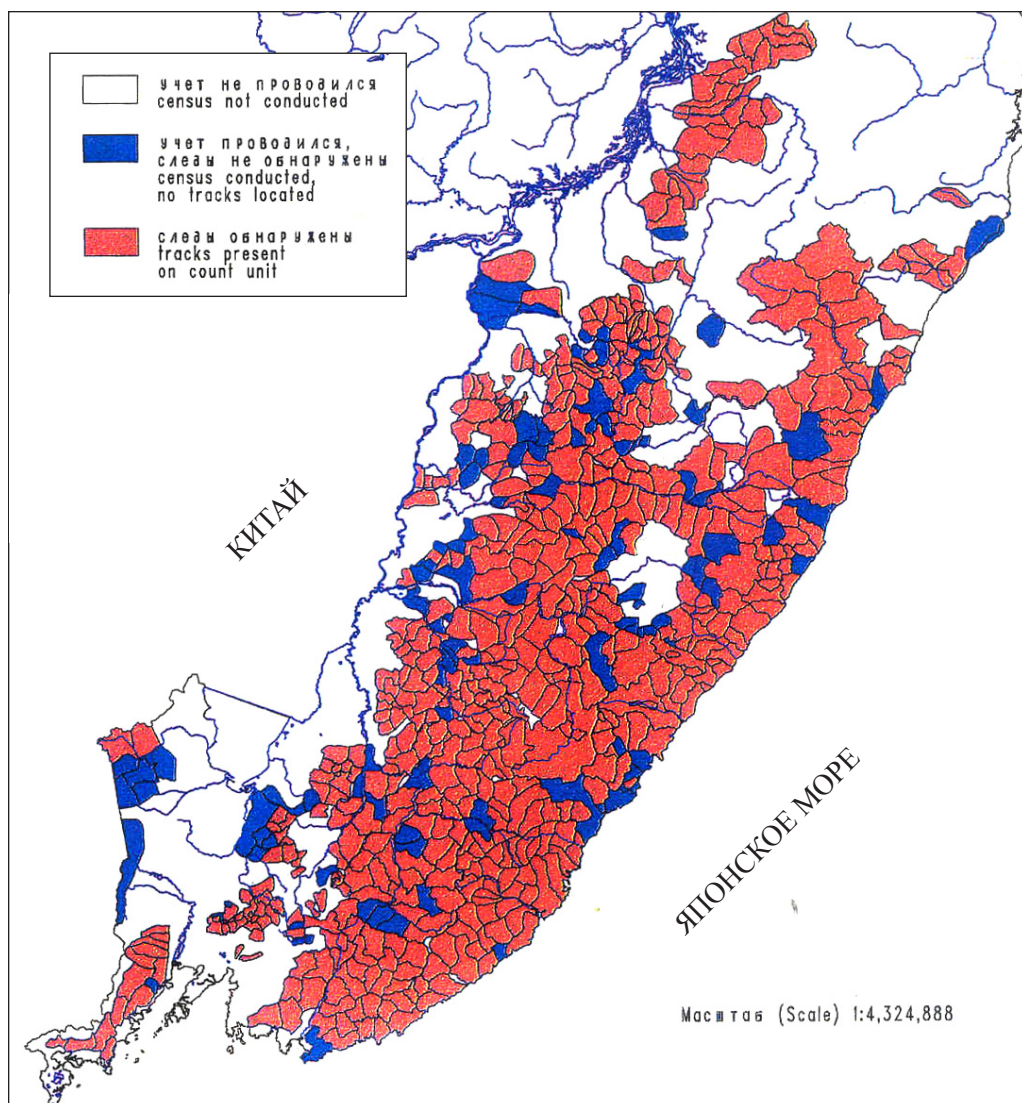 учет не проводился
census not conducted
учет проводился,
следы не обнаружены
census conducted,
no tracks located
следы обнаружены
tracks present
on count unit
КИТАЙ
ЯПОНСКОЕ МОРЕ
Масштаб (Scale) 1:4,324,888